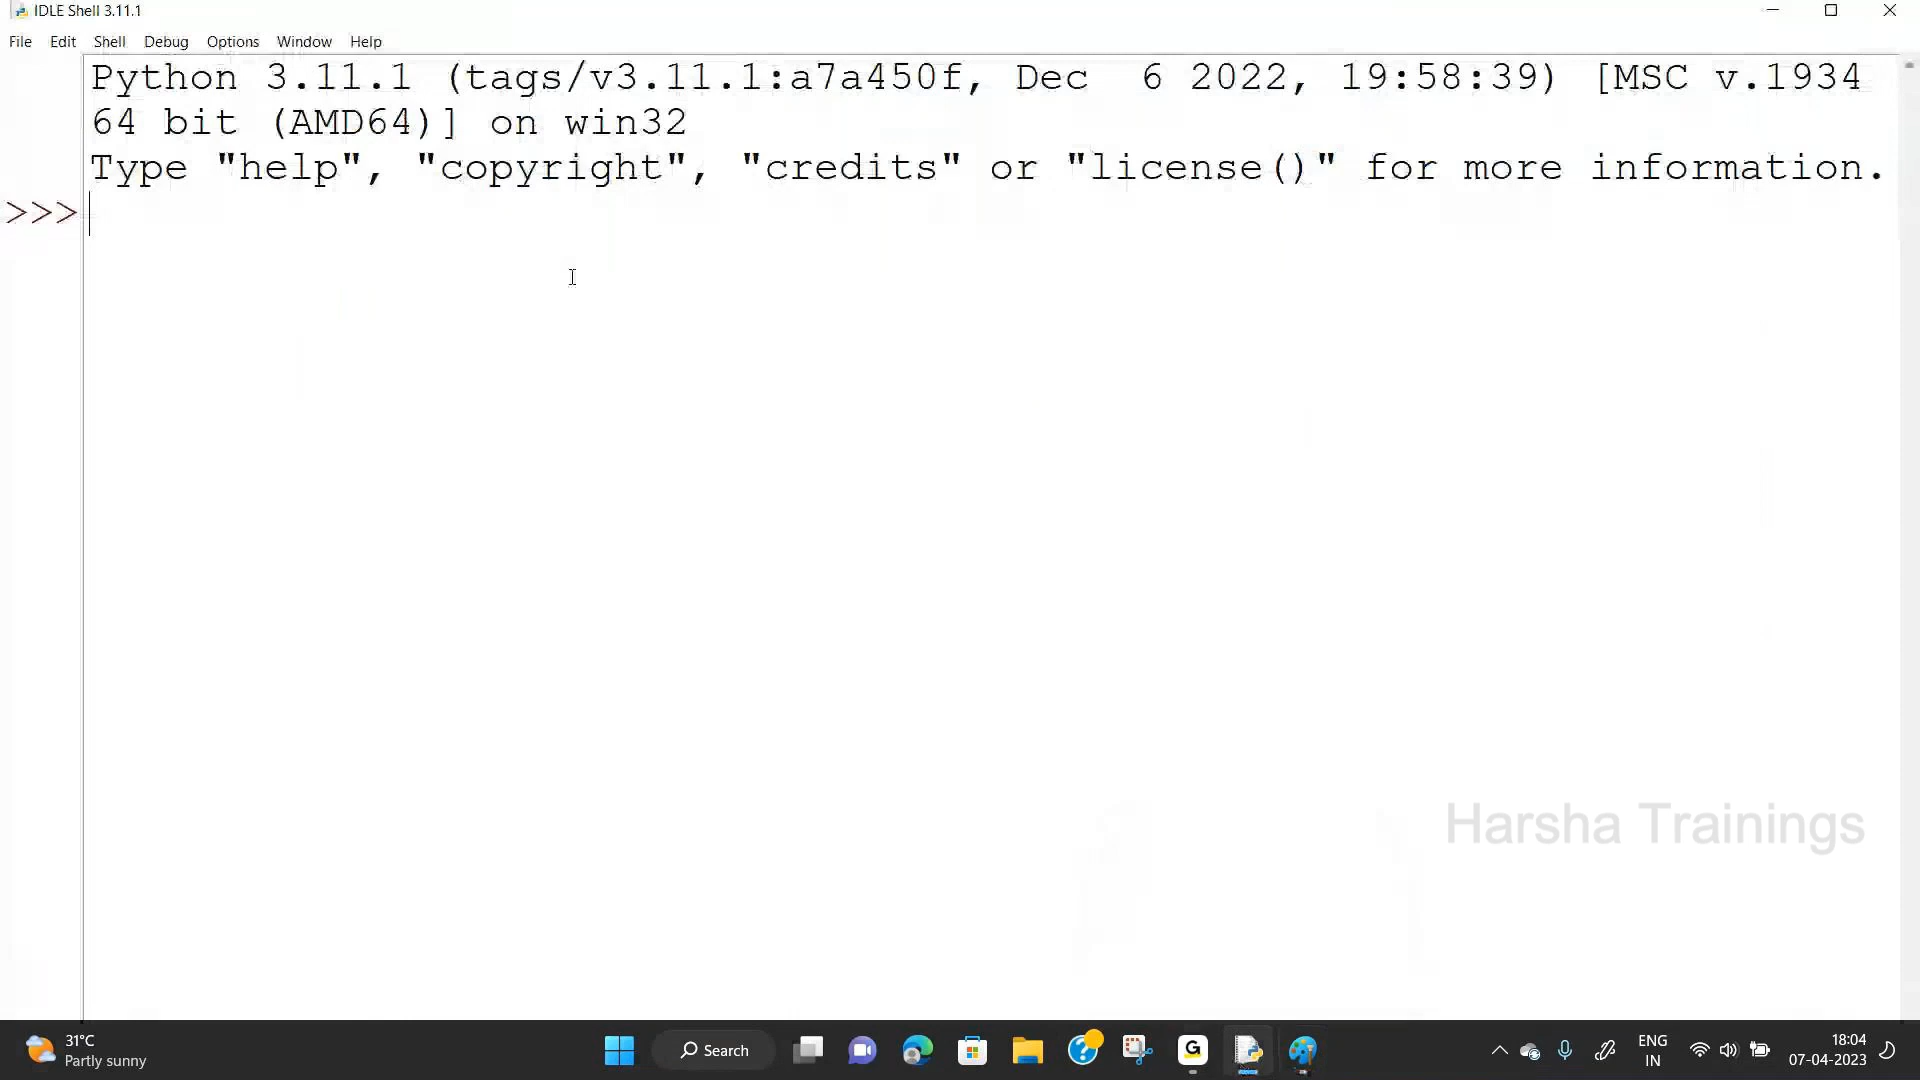 IDLE Shell 3.11.1
File Edit Shell Debug Options Window Help
Python 3.11.1 (tags/v3.11.1:a7a450f, Dec  6 2022, 19:58:39) [MSC v.1934
64 bit (AMD64)] on win32
Type "help", "copyright", "credits" or "license()" for more information.
>>>
Harsha Trainings
31°C
Partly sunny
Search
G
ENG
IN
18:04
07-04-2023